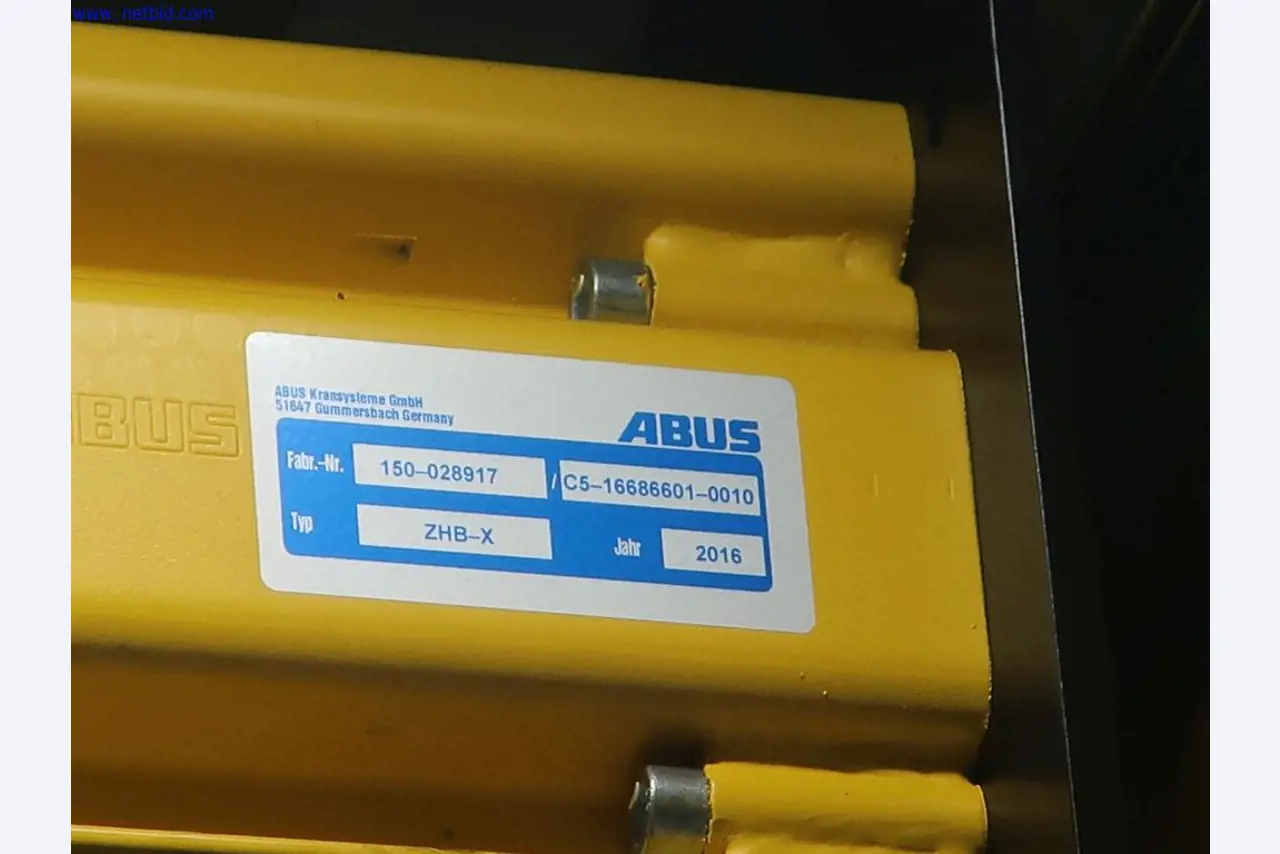 www. netbid.com
ABUS Kransysteme GmbH
51647 Gummersbach Germany
ABUS
BUS
Fabr.–Nr. 150–028917 / C5–16686601–0010
Typ ZHB–X Jahr 2016